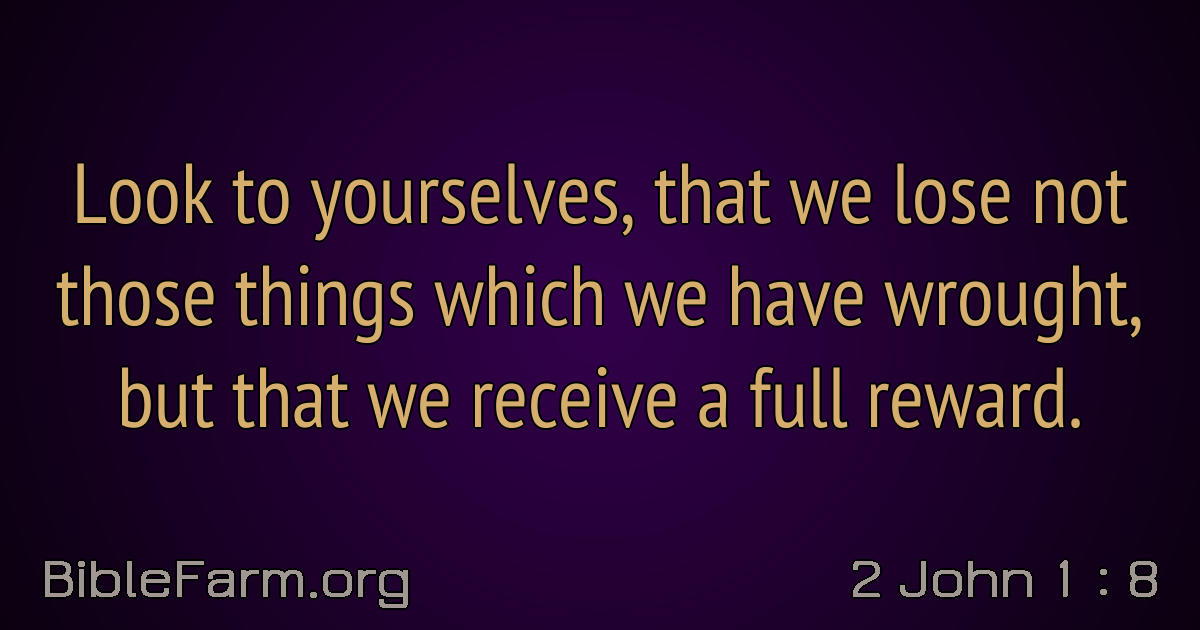 Look to yourselves, that we lose not
those things which we have wrought,
but that we receive a full reward.
BibleFarm.org
2 John 1 : 8